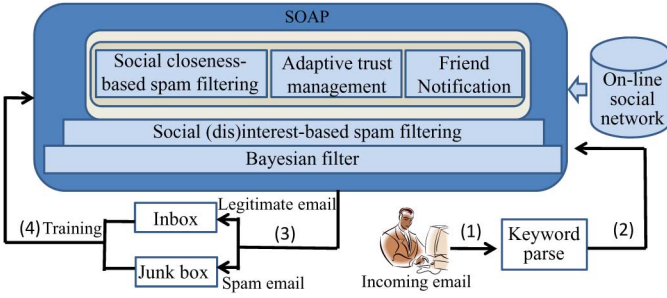 SOAP
Social closeness-
based spam filtering
Adaptive trust
management
Friend
Notification
On-line
social
network
Social (dis)interest-based spam filtering
Bayesian filter
(4) Training
Inbox
Legitimate email
(3)
Junk box
Spam email
Incoming email
(1)
Keyword
parse
(2)